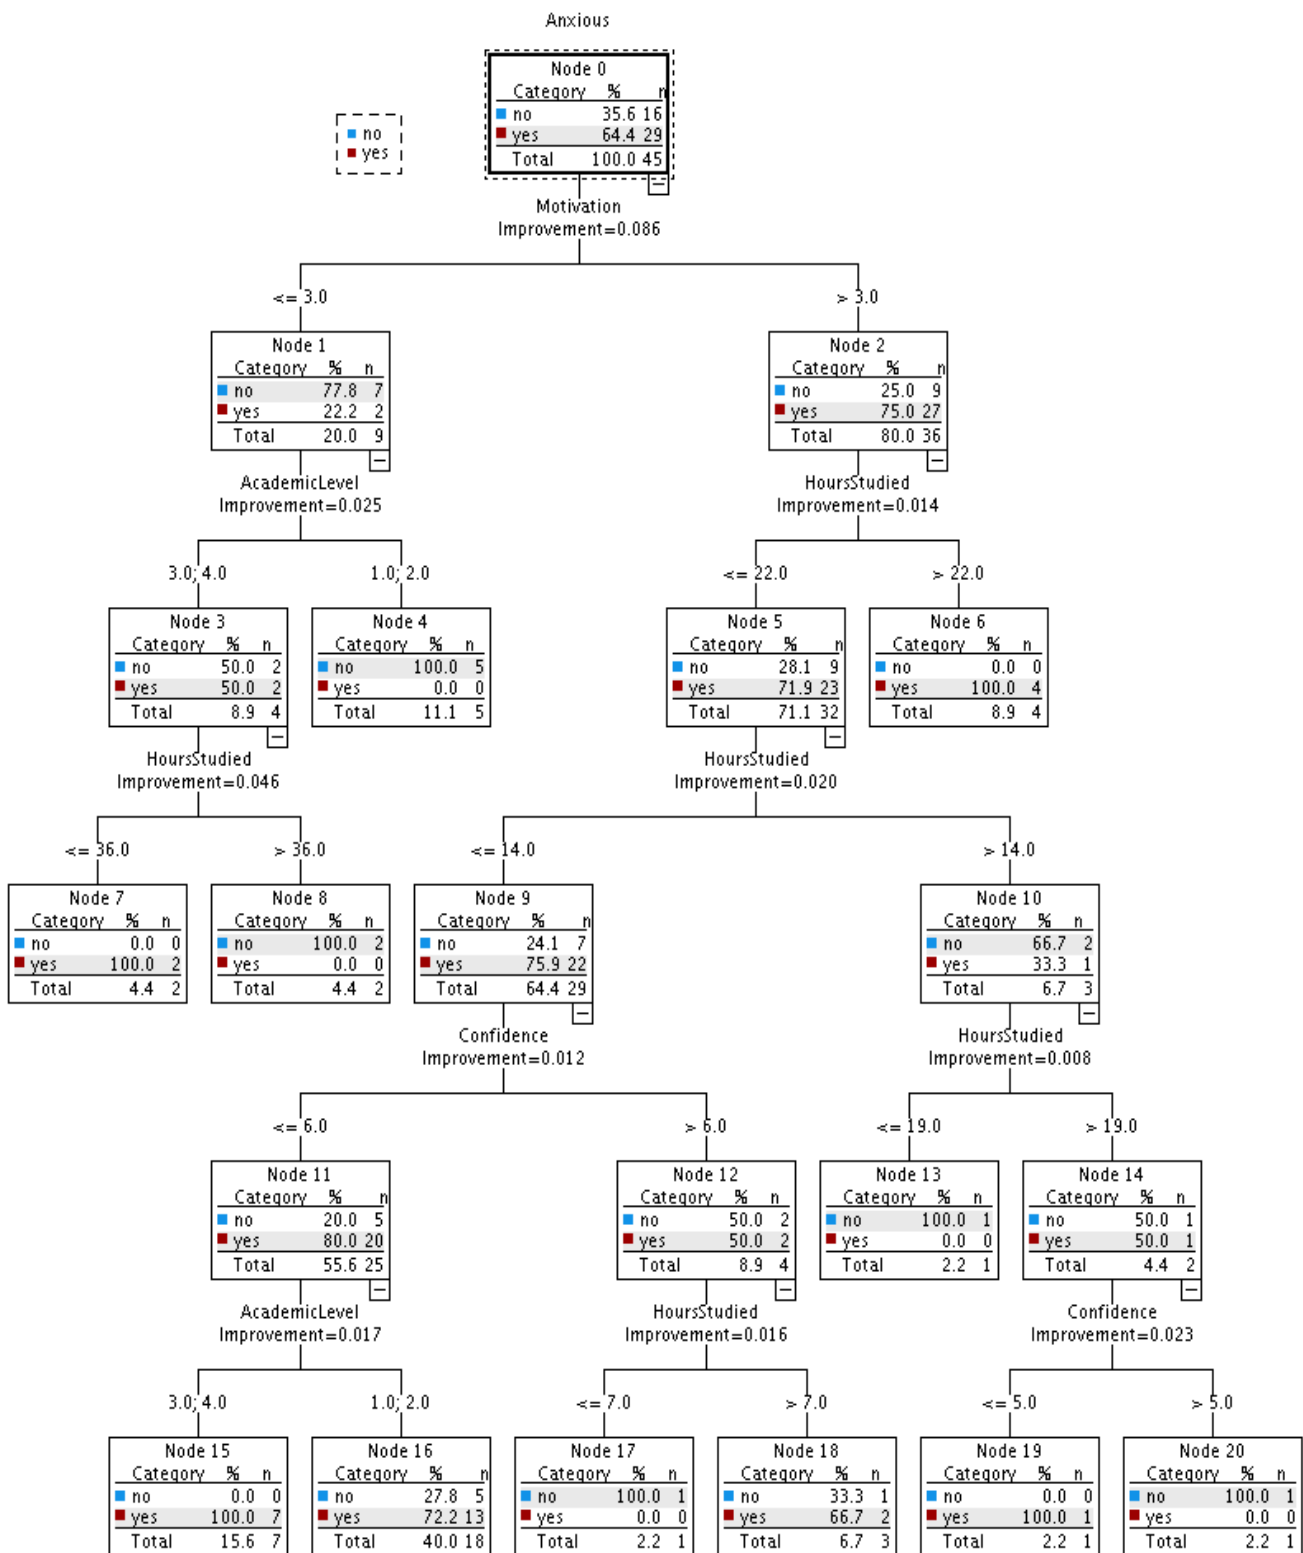 Anxious
no
yes
Node 0
Category % n
no 35.6 16
yes 64.4 29
Total 100.0 45
Motivation
Improvement=0.086
<= 3.0
> 3.0
Node 1
Category % n
no 77.8 7
yes 22.2 2
Total 20.0 9
Node 2
Category % n
no 25.0 9
yes 75.0 27
Total 80.0 36
AcademicLevel
Improvement=0.025
HoursStudied
Improvement=0.014
3.0; 4.0
1.0; 2.0
<= 22.0
> 22.0
Node 3
Category % n
no 50.0 2
yes 50.0 2
Total 8.9 4
Node 4
Category % n
no 100.0 5
yes 0.0 0
Total 11.1 5
Node 5
Category % n
no 28.1 9
yes 71.9 23
Total 71.1 32
Node 6
Category % n
no 0.0 0
yes 100.0 4
Total 8.9 4
HoursStudied
Improvement=0.046
HoursStudied
Improvement=0.020
<= 36.0
> 36.0
<= 14.0
> 14.0
Node 7
Category % n
no 0.0 0
yes 100.0 2
Total 4.4 2
Node 8
Category % n
no 100.0 2
yes 0.0 0
Total 4.4 2
Node 9
Category % n
no 24.1 7
yes 75.9 22
Total 64.4 29
Node 10
Category % n
no 66.7 2
yes 33.3 1
Total 6.7 3
Confidence
Improvement=0.012
HoursStudied
Improvement=0.008
<= 6.0
> 6.0
<= 19.0
> 19.0
Node 11
Category % n
no 20.0 5
yes 80.0 20
Total 55.6 25
Node 12
Category % n
no 50.0 2
yes 50.0 2
Total 8.9 4
Node 13
Category % n
no 100.0 1
yes 0.0 0
Total 2.2 1
Node 14
Category % n
no 50.0 1
yes 50.0 1
Total 4.4 2
AcademicLevel
Improvement=0.017
HoursStudied
Improvement=0.016
Confidence
Improvement=0.023
3.0; 4.0
1.0; 2.0
<= 7.0
> 7.0
<= 5.0
> 5.0
Node 15
Category % n
no 0.0 0
yes 100.0 7
Total 15.6 7
Node 16
Category % n
no 27.8 5
yes 72.2 13
Total 40.0 18
Node 17
Category % n
no 100.0 1
yes 0.0 0
Total 2.2 1
Node 18
Category % n
no 33.3 1
yes 66.7 2
Total 6.7 3
Node 19
Category % n
no 0.0 0
yes 100.0 1
Total 2.2 1
Node 20
Category % n
no 100.0 1
yes 0.0 0
Total 2.2 1